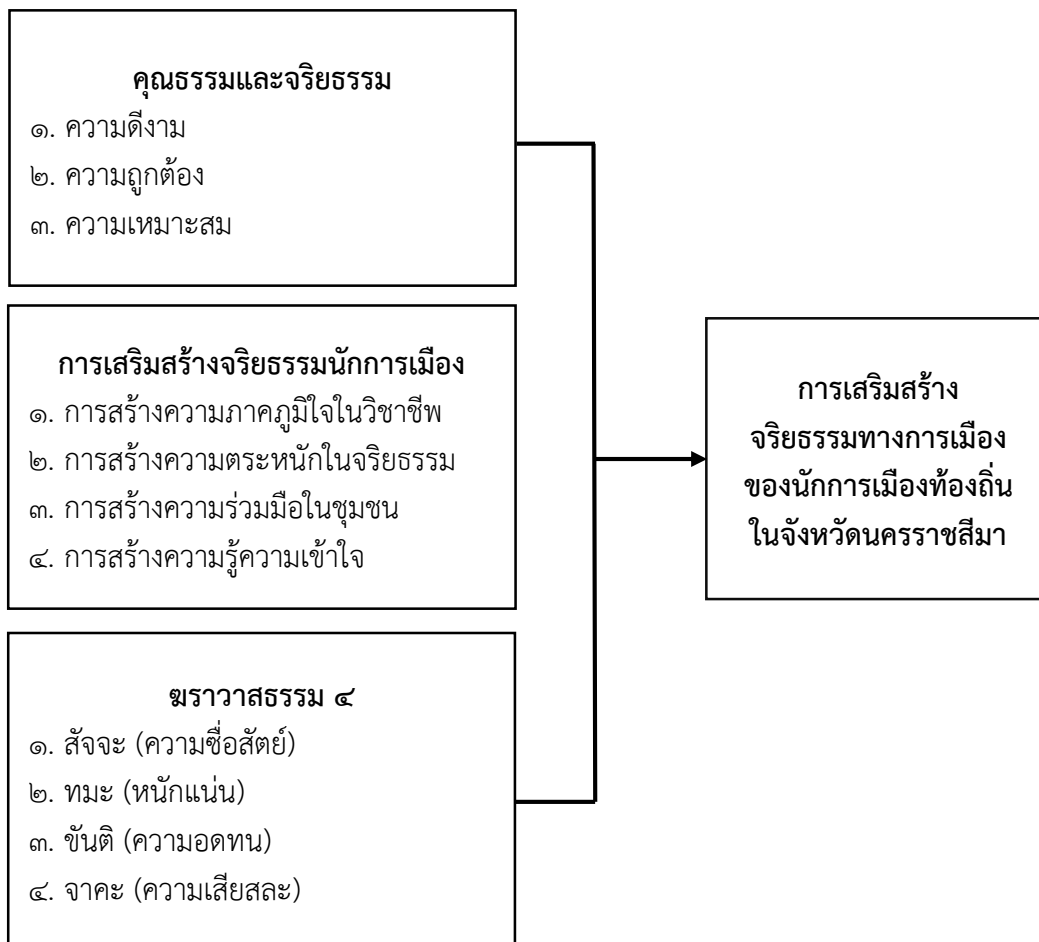 คุณธรรมและจริยธรรม
๑. ความดีงาม
๒. ความถูกต้อง
๓. ความเหมาะสม
การเสริมสร้างจริยธรรมนักการเมือง
๑. การสร้างความภาคภูมิใจในวิชาชีพ
๒. การสร้างความตระหนักในจริยธรรม
๓. การสร้างความร่วมมือในชุมชน
๔. การสร้างความรู้ความเข้าใจ
ฆราวาสธรรม ๔
๑. สัจจะ (ความซื่อสัตย์)
๒. ทมะ (หนักแน่น)
๓. ขันติ (ความอดทน)
๔. จาคะ (ความเสียสละ)
การเสริมสร้าง
จริยธรรมทางการเมือง
ของนักการเมืองท้องถิ่น
ในจังหวัดนครราชสีมา